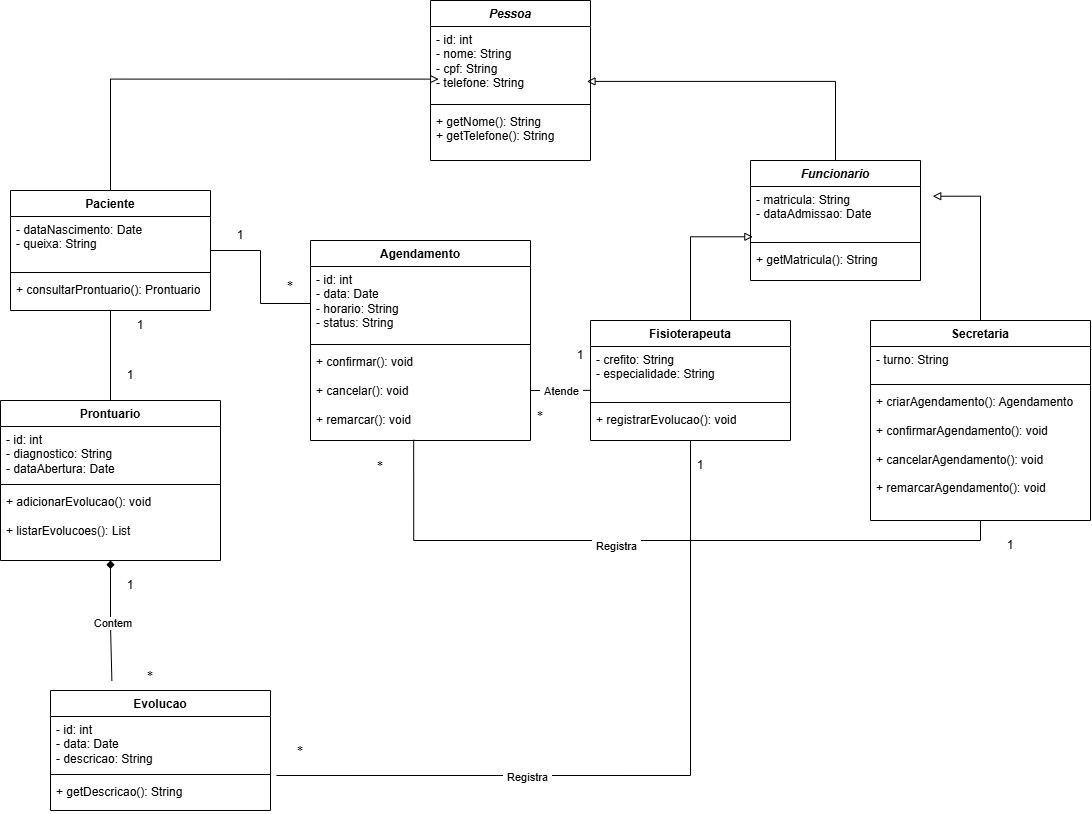 Pessoa
- id: int
- nome: String
- cpf: String
- telefone: String
+ getNome(): String
+ getTelefone(): String
Funcionario
- matricula: String
- dataAdmissao: Date
+ getMatricula(): String
Paciente
- dataNascimento: Date
- queixa: String
+ consultarProntuario(): Prontuario
1
*
1
1
Agendamento
- id: int
- data: Date
- horario: String
- status: String
+ confirmar(): void
+ cancelar(): void
+ remarcar(): void
1
Atende
*
*
Fisioterapeuta
- crefito: String
- especialidade: String
+ registrarEvolucao(): void
1
Secretaria
- turno: String
+ criarAgendamento(): Agendamento
+ confirmarAgendamento(): void
+ cancelarAgendamento(): void
+ remarcarAgendamento(): void
Registra
1
Prontuario
- id: int
- diagnostico: String
- dataAbertura: Date
+ adicionarEvolucao(): void
+ listarEvolucoes(): List
1
Contem
*
Evolucao
- id: int
- data: Date
- descricao: String
+ getDescricao(): String
*
Registra